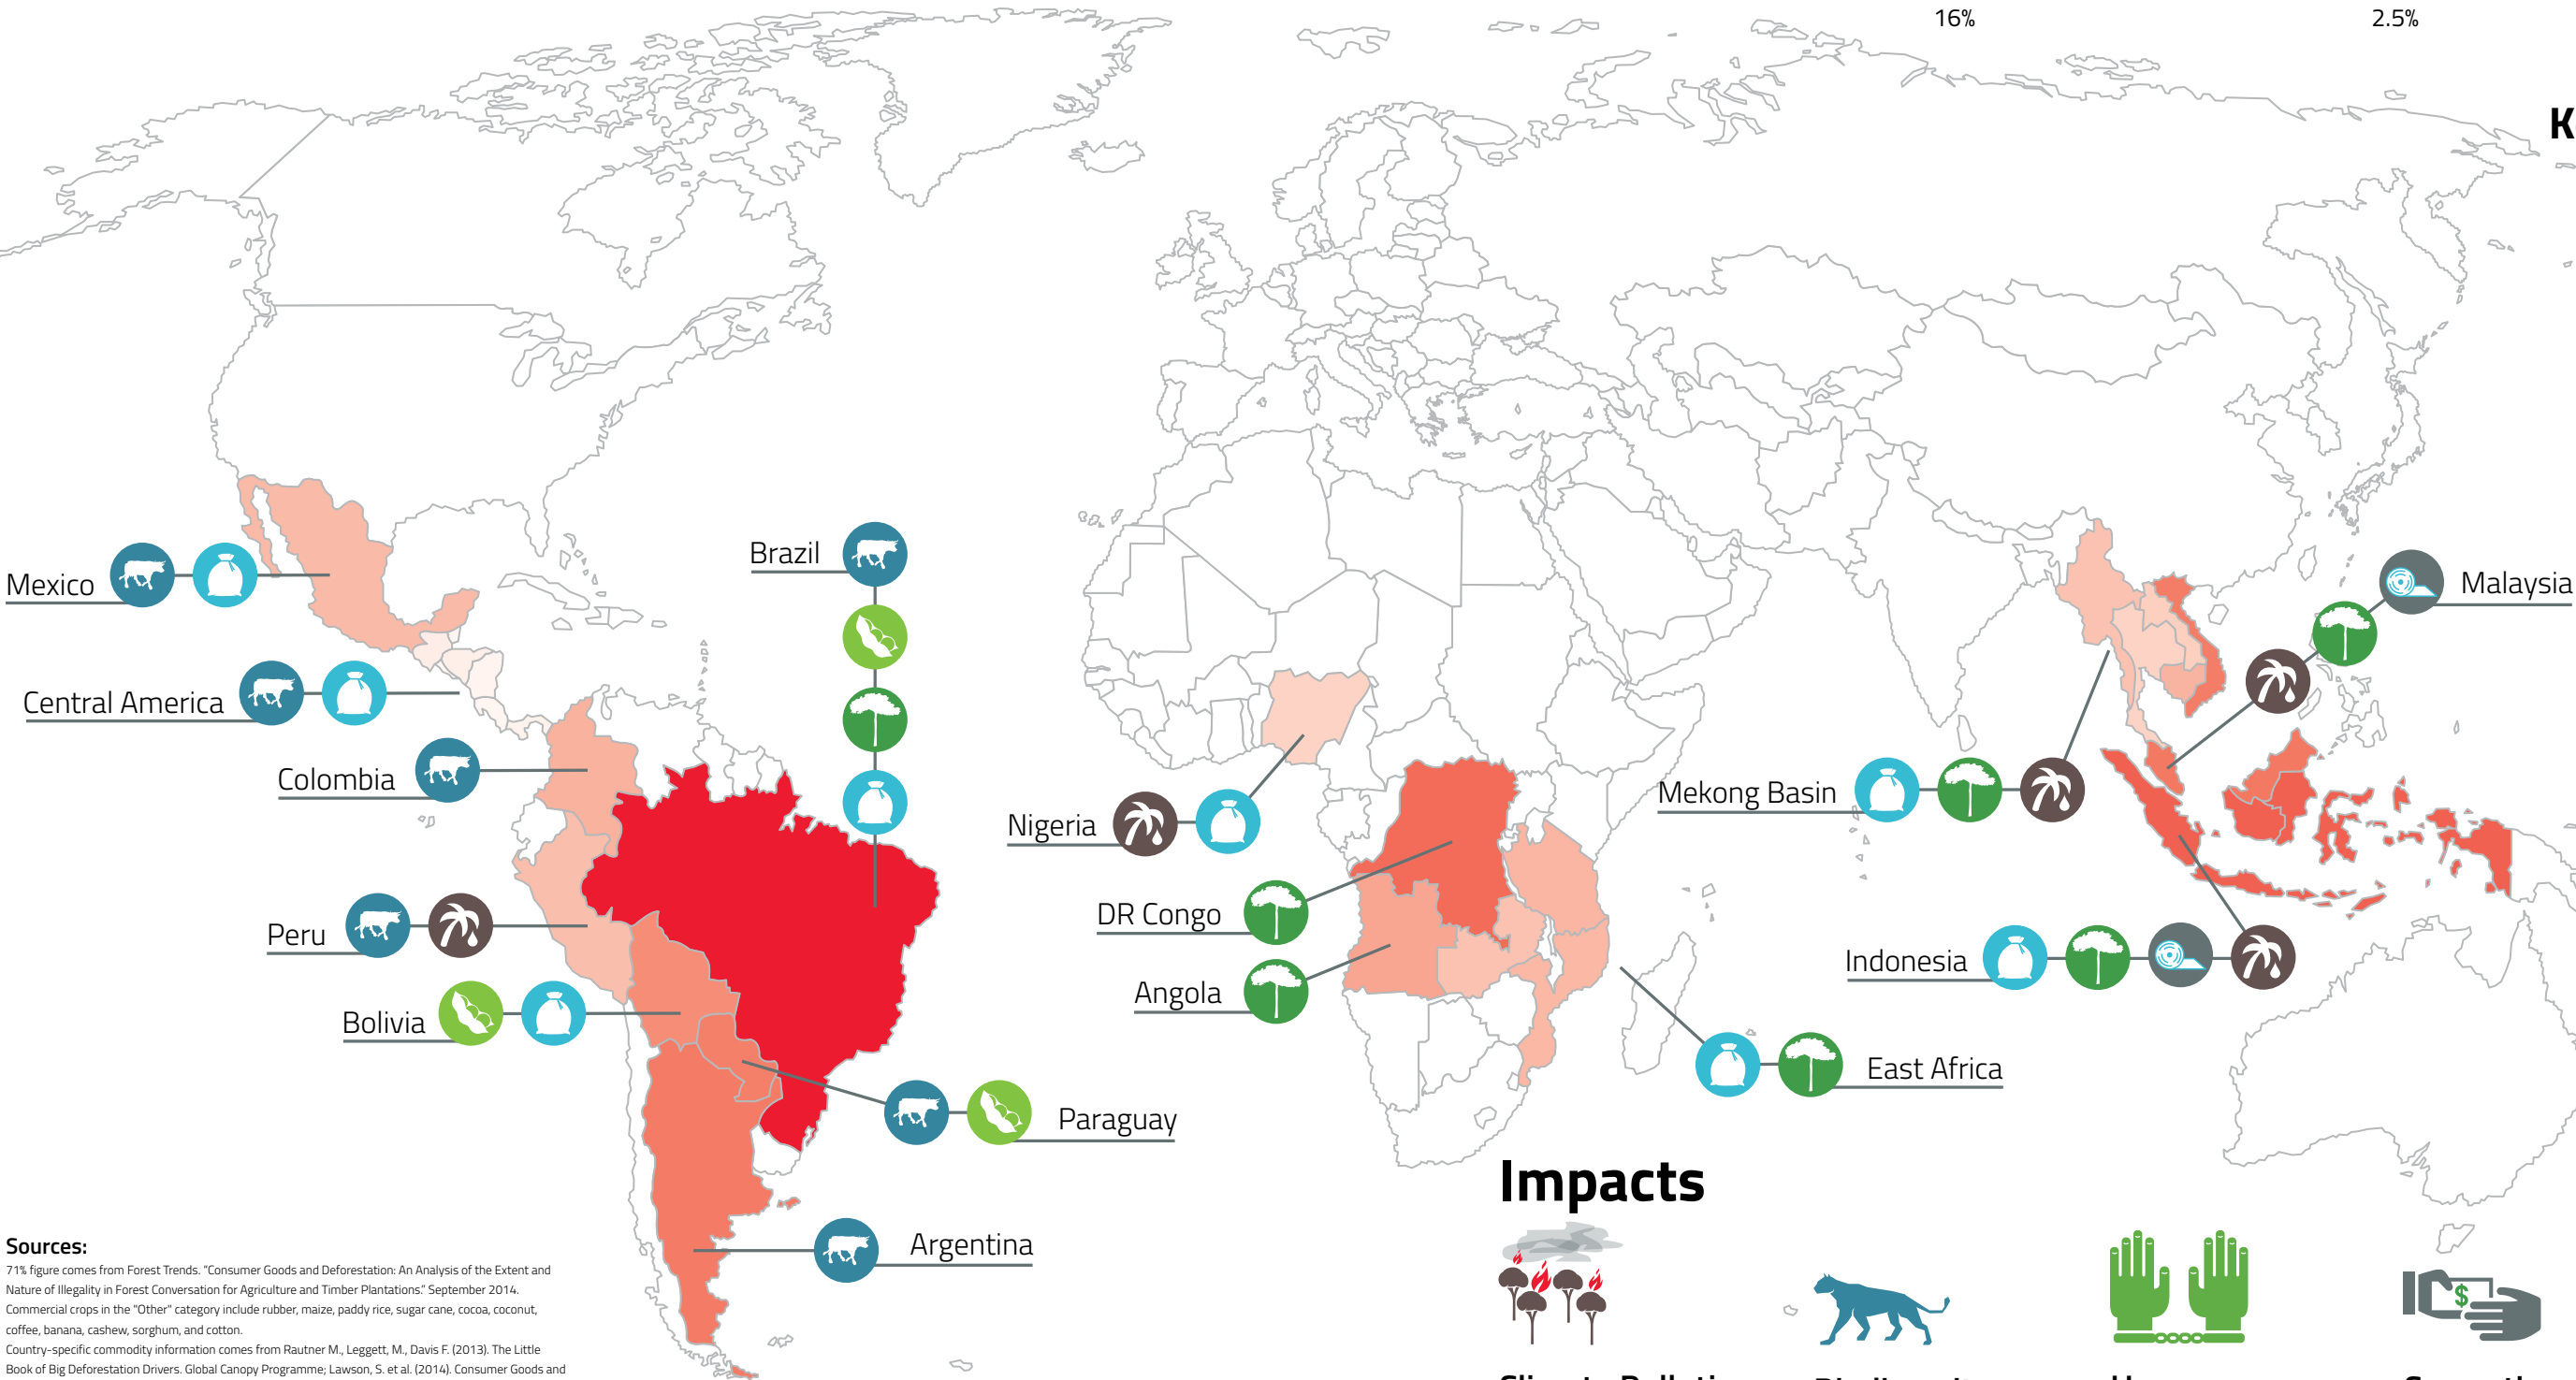 16%
2.5%
K
Mexico
Central America
Colombia
Peru
Bolivia
Brazil
Paraguay
Argentina
Nigeria
DR Congo
Angola
East Africa
Mekong Basin
Malaysia
Indonesia
Impacts
Sources:
71% figure comes from Forest Trends. "Consumer Goods and Deforestation: An Analysis of the Extent and
Nature of Illegality in Forest Conversation for Agriculture and Timber Plantations." September 2014.
Commercial crops in the "Other" category include rubber, maize, paddy rice, sugar cane, cocoa, coconut,
coffee, banana, cashew, sorghum, and cotton.
Country-specific commodity information comes from Rautner M., Leggett, M., Davis F. (2013). The Little
Book of Big Deforestation Drivers. Global Canopy Programme; Lawson, S. et al. (2014). Consumer Goods and
$